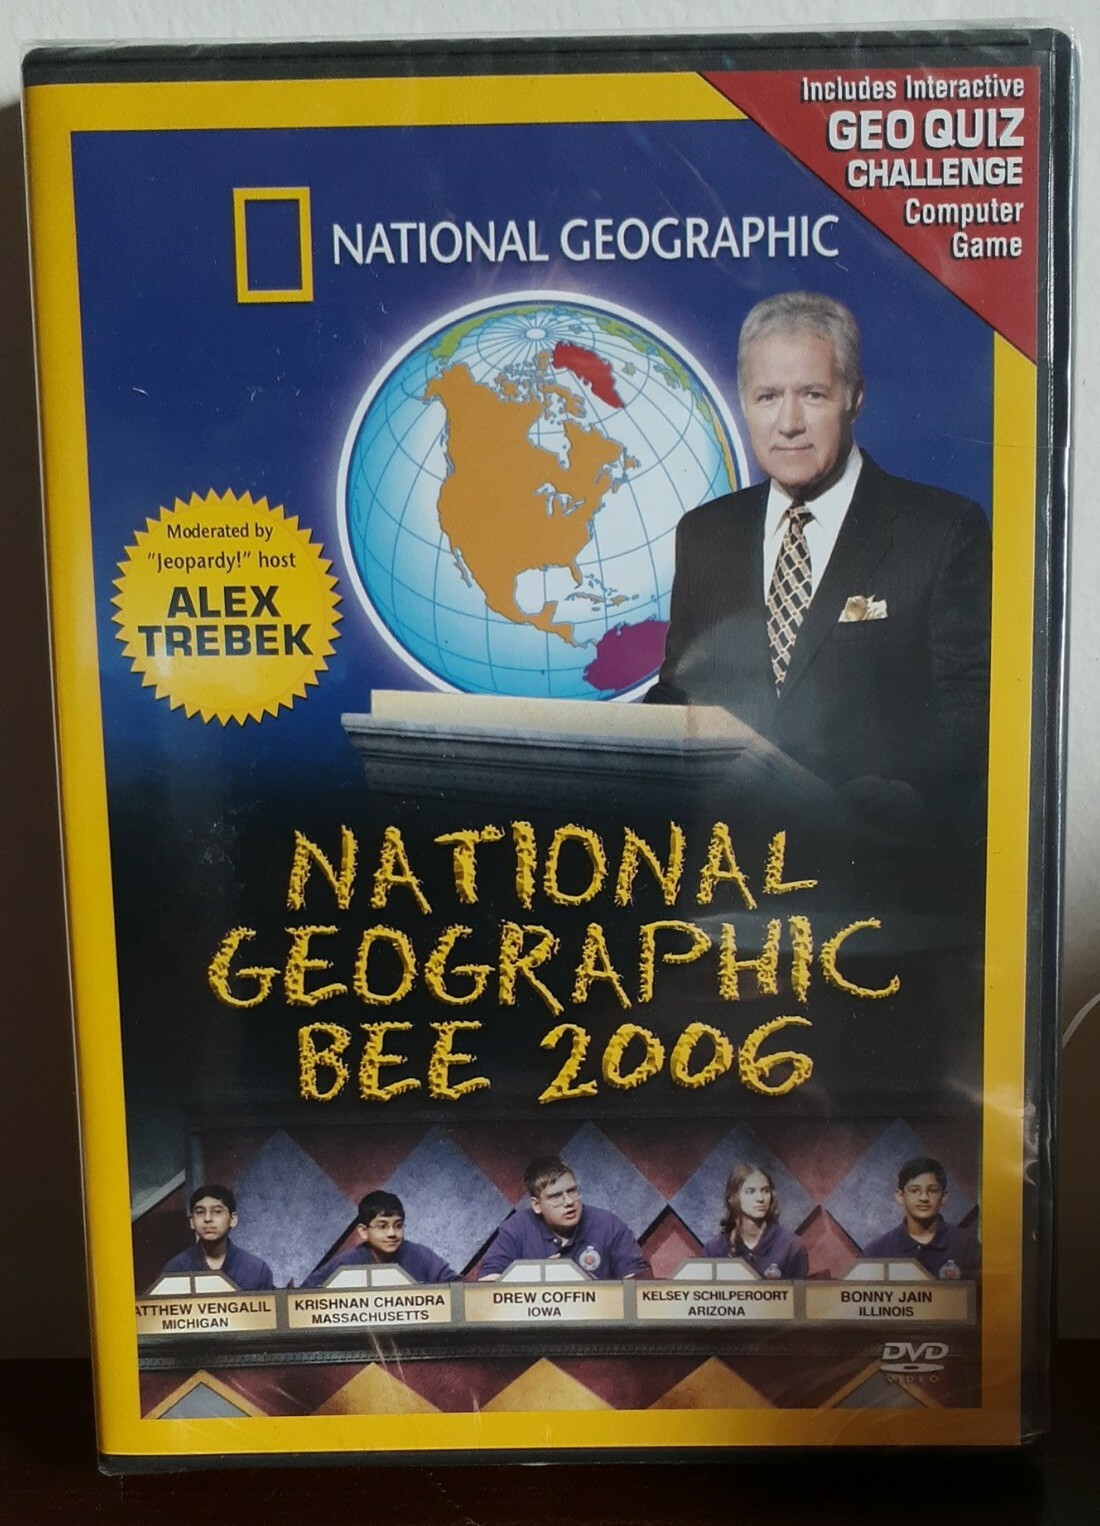 Includes Interactive
GEO QUIZ
CHALLENGE
Computer
Game
NATIONAL GEOGRAPHIC
Moderated by
"Jeopardy!" host
ALEX
TREBEK
NATIONAL
GEOGRAPHIC
BEE 2006
ATTHEW VENGALIL
MICHIGAN
KRISHNAN CHANDRA
MASSACHUSETTS
DREW COFFIN
IOWA
KELSEY SCHILPEROORT
ARIZONA
BONNY JAIN
ILLINOIS
DVD
VIDEO